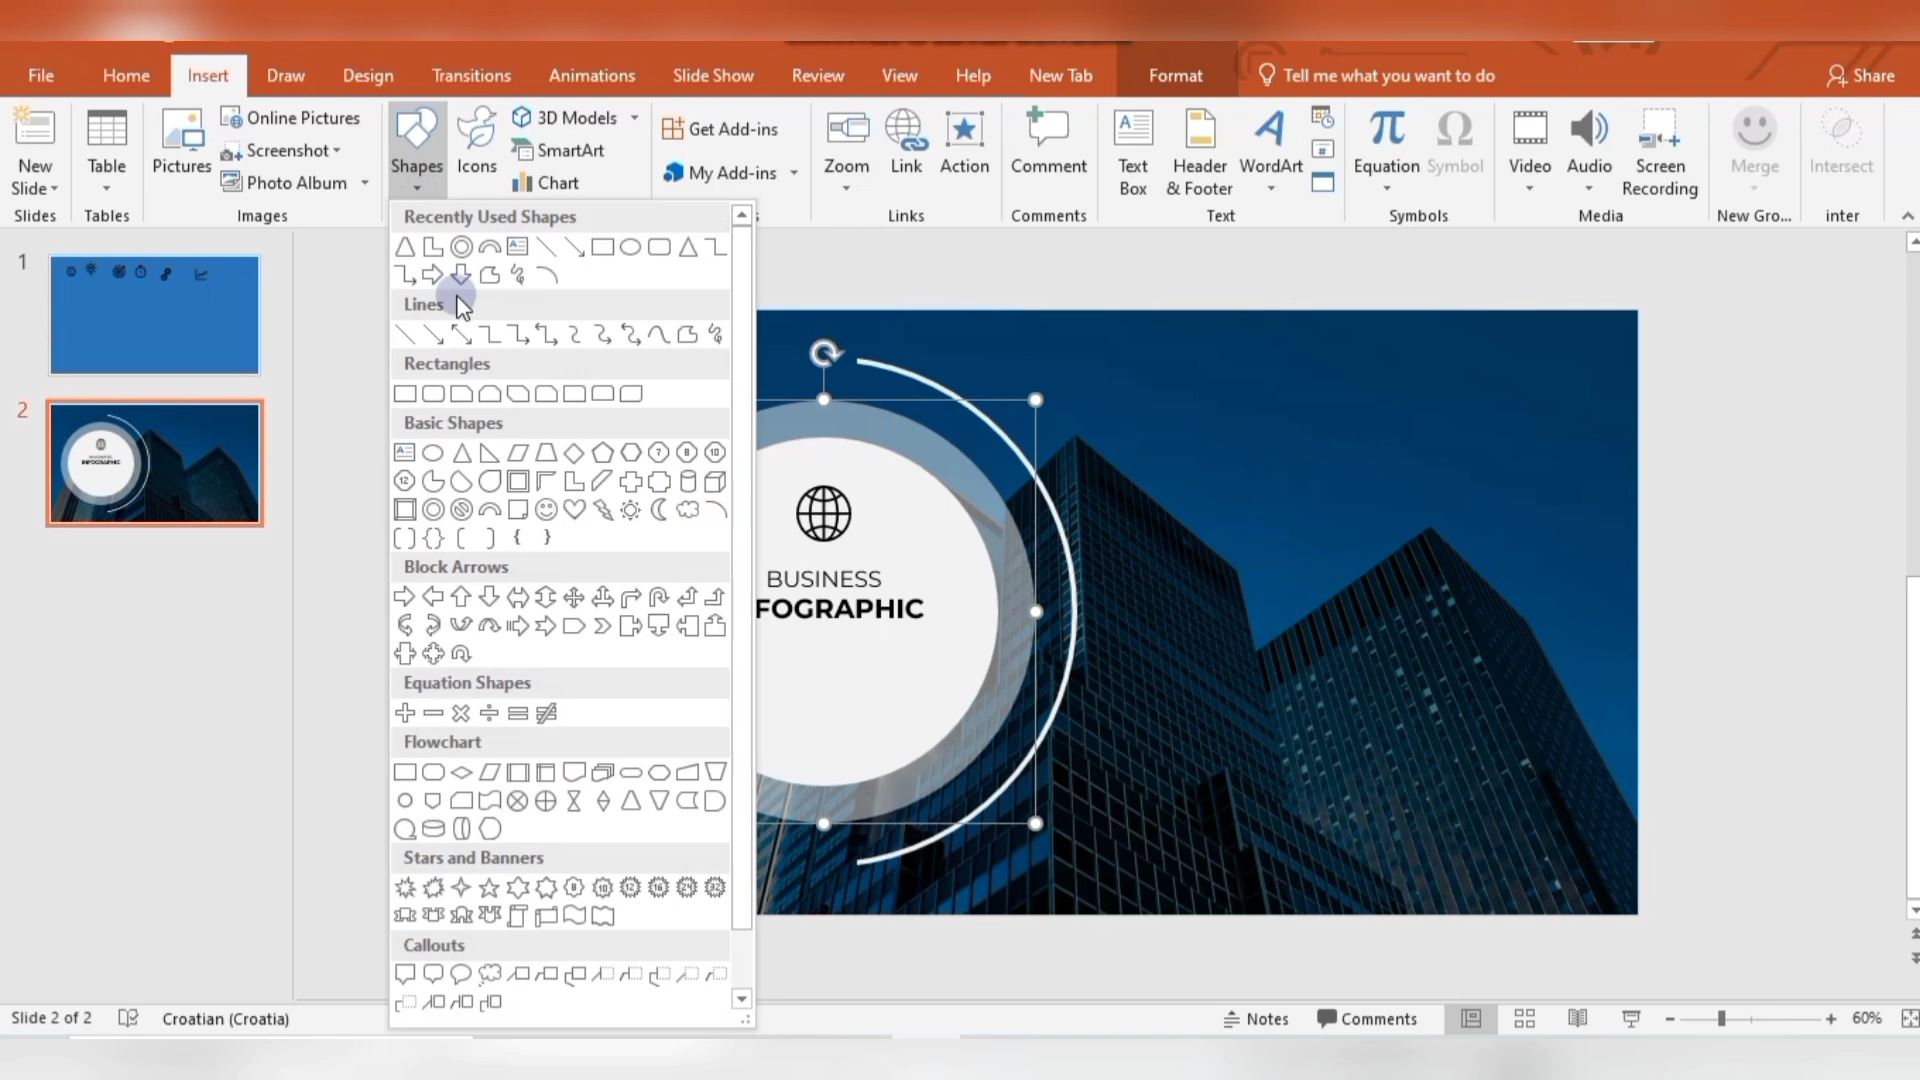 File Home Insert Draw Design Transitions Animations Slide Show Review View Help New Tab Format Tell me what you want to do Share
New Slide
Table
Pictures
Online Pictures
Screenshot
Photo Album
Shapes
Icons
3D Models
SmartArt
Chart
Get Add-ins
My Add-ins
Zoom
Link
Action
Comment
Text Box
Header & Footer
WordArt
Equation
Symbol
Video
Audio
Screen Recording
Merge
Intersect
Slides Tables Images Links Comments Text Symbols Media New Gro... inter
Recently Used Shapes
Lines
Rectangles
Basic Shapes
Block Arrows
Equation Shapes
Flowchart
Stars and Banners
Callouts
1
2
INFOGRAPHIC
BUSINESS
FOGRAPHIC
Slide 2 of 2 Croatian (Croatia) Notes Comments 60%